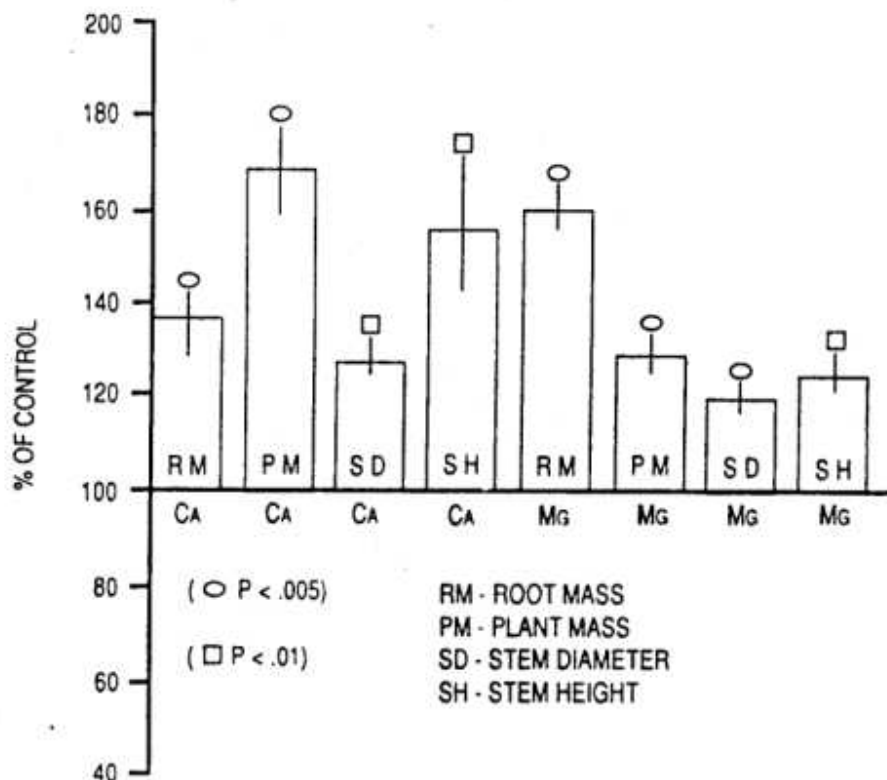 % OF CONTROL
200
180
160
140
120
100
80
60
40
RM PM SD SH RM PM SD SH
CA CA CA CA MG MG MG MG
( ○ P < .005)
( □ P < .01)
RM - ROOT MASS
PM - PLANT MASS
SD - STEM DIAMETER
SH - STEM HEIGHT